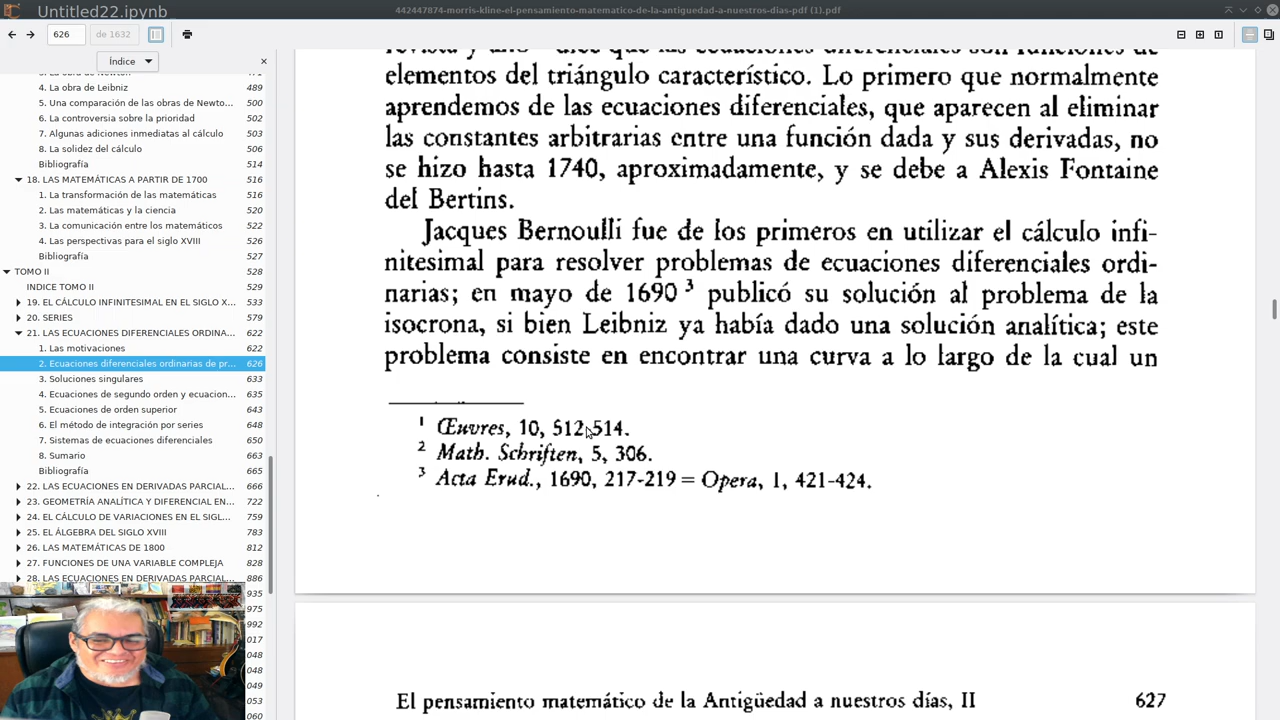 Untitled22.ipynb
442447874-morris-kline-el-pensamiento-matematico-de-la-antiguedad-a-nuestros-dias-pdf (1).pdf
626
de 1632
Índice
4. La obra de Leibniz 489
5. Una comparación de las obras de Newto... 500
6. La controversia sobre la prioridad 502
7. Algunas adiciones inmediatas al cálculo 503
8. La solidez del cálculo 506
Bibliografía 514
18. LAS MATEMÁTICAS A PARTIR DE 1700 516
1. La transformación de las matemáticas 516
2. Las matemáticas y la ciencia 520
3. La comunicación entre los matemáticos 522
4. Las perspectivas para el siglo XVIII 526
Bibliografía 527
TOMO II 528
INDICE TOMO II 529
19. EL CÁLCULO INFINITESIMAL EN EL SIGLO X... 533
20. SERIES 579
21. LAS ECUACIONES DIFERENCIALES ORDINA... 622
1. Las motivaciones 622
2. Ecuaciones diferenciales ordinarias de pr... 626
3. Soluciones singulares 633
4. Ecuaciones de segundo orden y ecuacion... 635
5. Ecuaciones de orden superior 643
6. El método de integración por series 648
7. Sistemas de ecuaciones diferenciales 650
8. Sumario 663
Bibliografía 665
22. LAS ECUACIONES EN DERIVADAS PARCIAL... 666
23. GEOMETRÍA ANALÍTICA Y DIFERENCIAL EN... 722
24. EL CÁLCULO DE VARIACIONES EN EL SIGL... 759
25. EL ÁLGEBRA DEL SIGLO XVIII 783
26. LAS MATEMÁTICAS DE 1800 812
27. FUNCIONES DE UNA VARIABLE COMPLEJA 828
28. LAS ECUACIONES EN DERIVADAS PARCIAL... 886
935
975
992
017
048
048
049
053
060
elementos del triángulo característico. Lo primero que normalmente
aprendemos de las ecuaciones diferenciales, que aparecen al eliminar
las constantes arbitrarias entre una función dada y sus derivadas, no
se hizo hasta 1740, aproximadamente, y se debe a Alexis Fontaine
del Bertins.
Jacques Bernoulli fue de los primeros en utilizar el cálculo infi-
nitesimal para resolver problemas de ecuaciones diferenciales ordi-
narias; en mayo de 1690 ³ publicó su solución al problema de la
isocrona, si bien Leibniz ya había dado una solución analítica; este
problema consiste en encontrar una curva a lo largo de la cual un
¹ Œuvres, 10, 512-514.
² Math. Schriften, 5, 306.
³ Acta Erud., 1690, 217-219 = Opera, 1, 421-424.
El pensamiento matemático de la Antigüedad a nuestros días, II 627